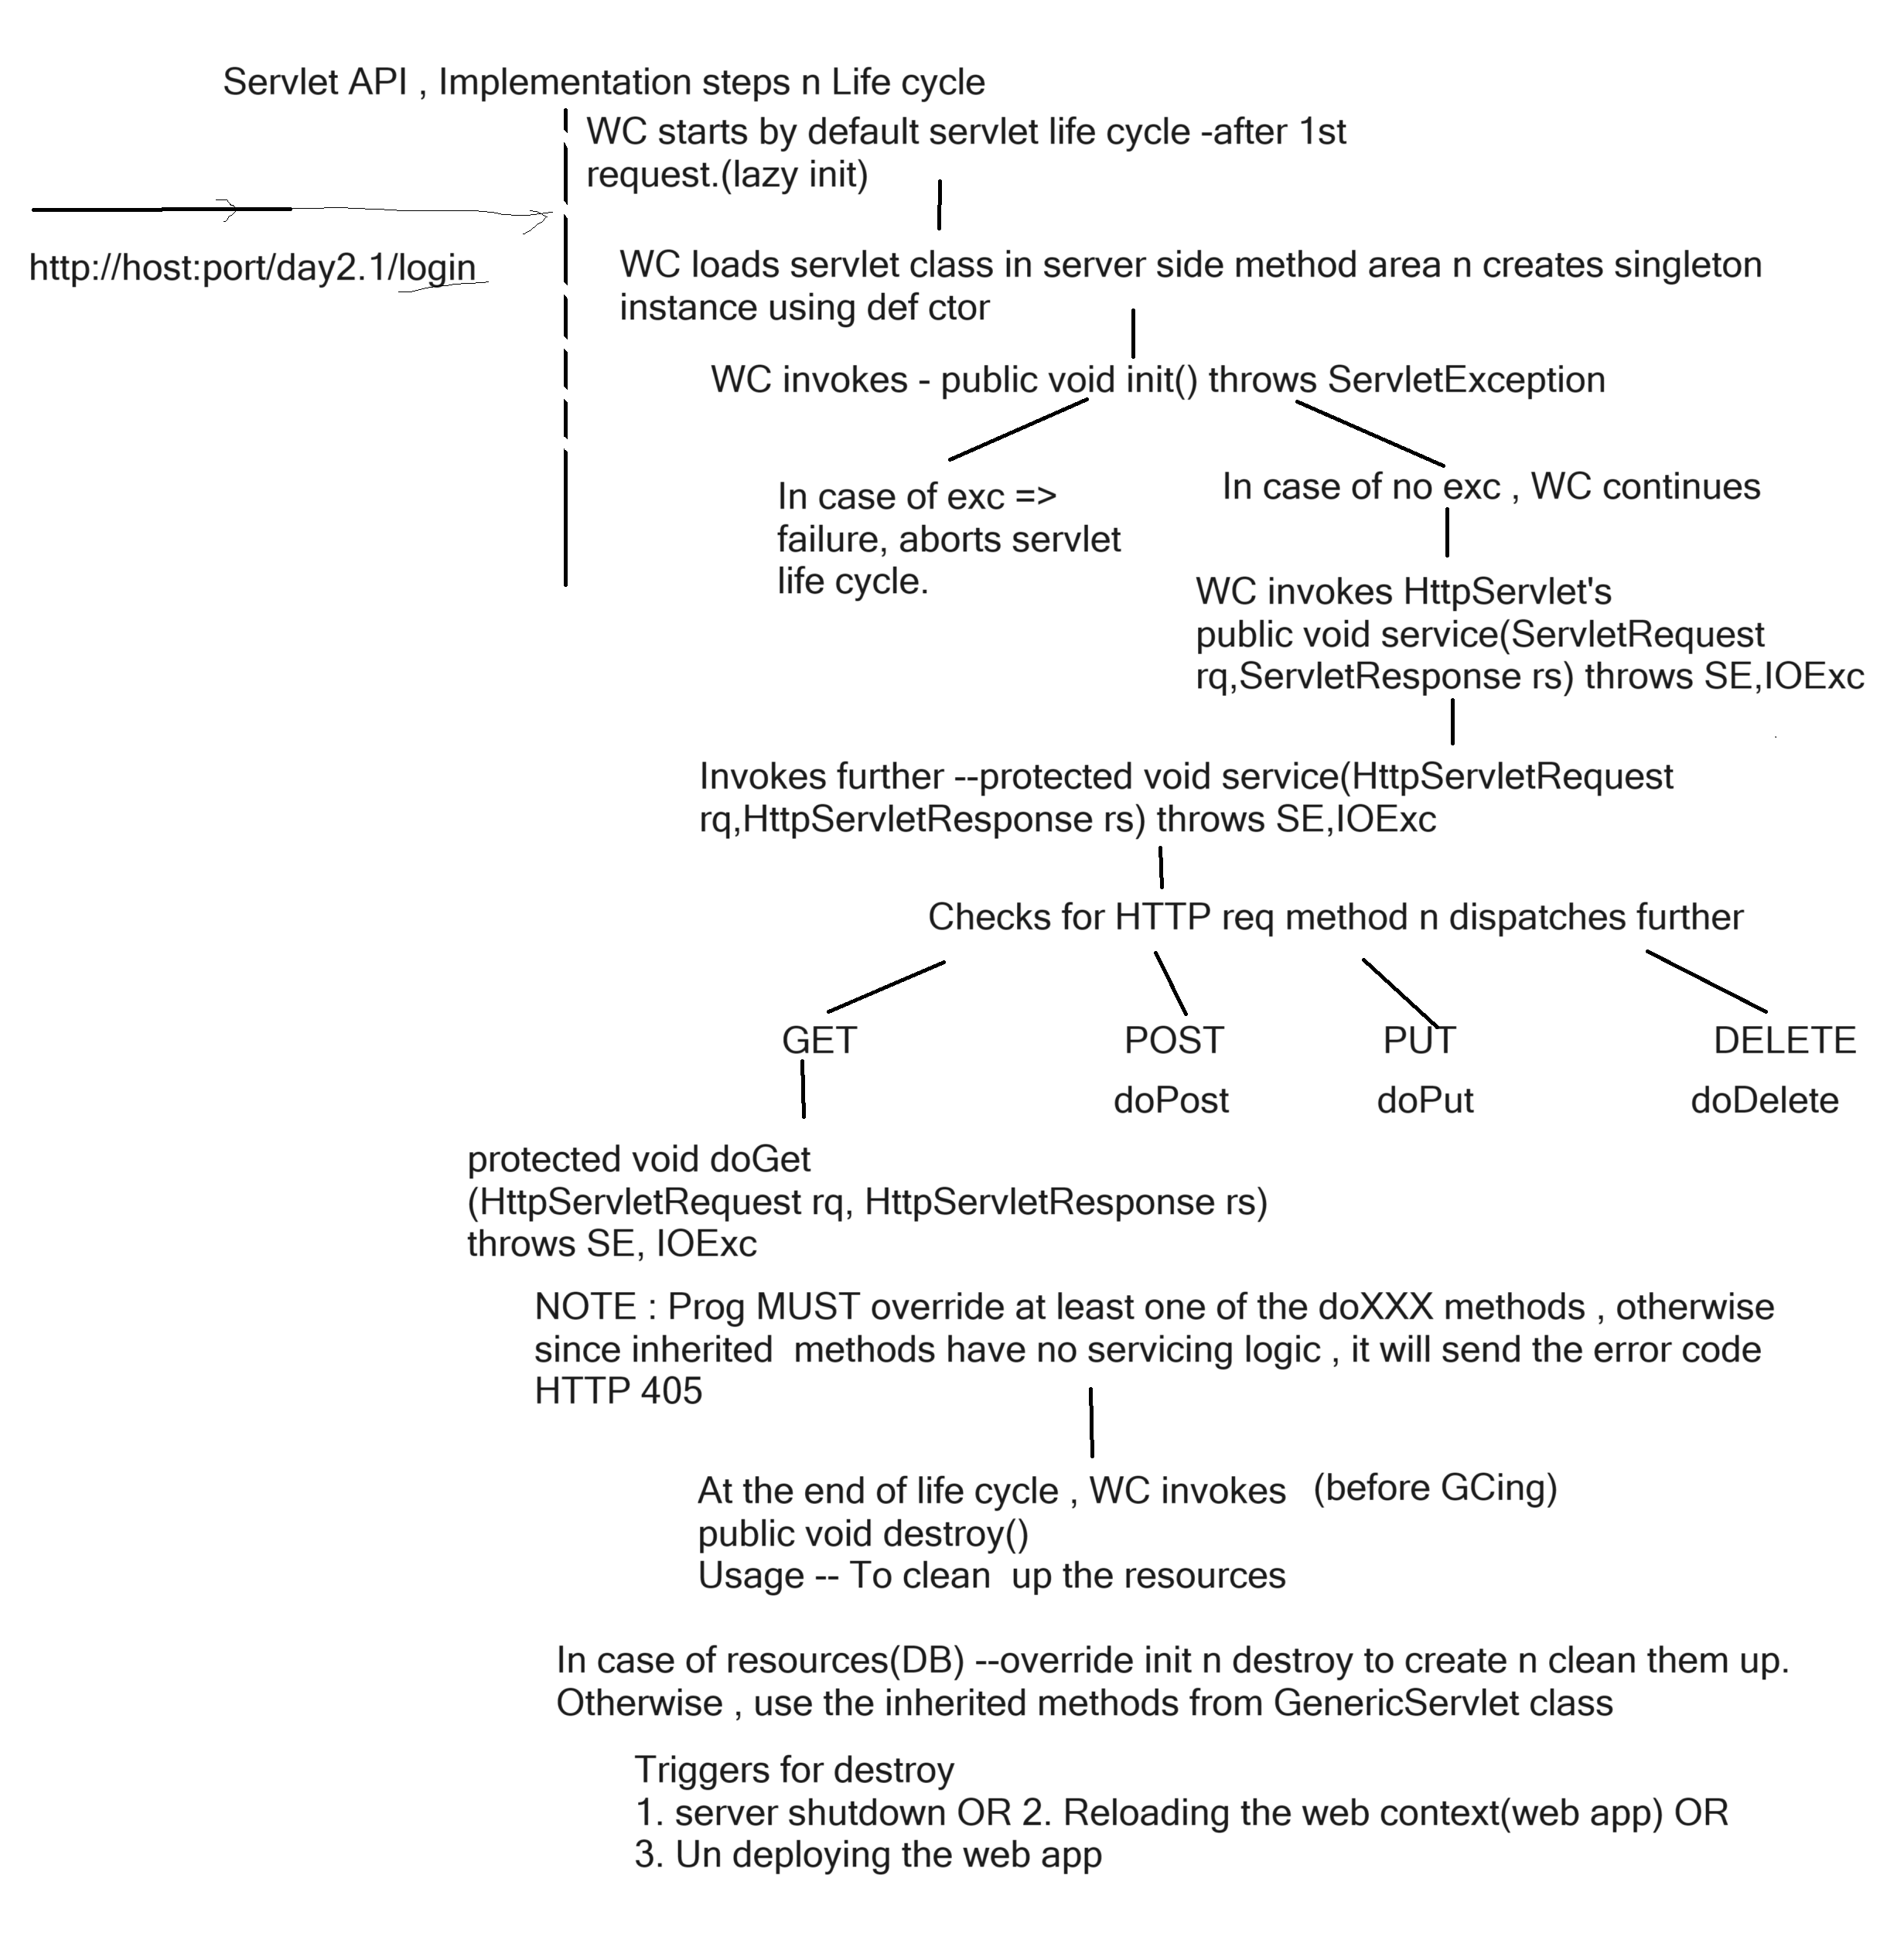 Servlet API , Implementation steps n Life cycle
WC starts by default servlet life cycle -after 1st
request.(lazy init)
http://host:port/day2.1/login
WC loads servlet class in server side method area n creates singleton
instance using def ctor
WC invokes - public void init() throws ServletException
In case of exc =>
failure, aborts servlet
life cycle.
In case of no exc , WC continues
WC invokes HttpServlet's
public void service(ServletRequest
rq,ServletResponse rs) throws SE,IOExc
Invokes further --protected void service(HttpServletRequest
rq,HttpServletResponse rs) throws SE,IOExc
Checks for HTTP req method n dispatches further
GET POST PUT DELETE
doPost doPut doDelete
protected void doGet
(HttpServletRequest rq, HttpServletResponse rs)
throws SE, IOExc
NOTE : Prog MUST override at least one of the doXXX methods , otherwise
since inherited  methods have no servicing logic , it will send the error code
HTTP 405
At the end of life cycle , WC invokes (before GCing)
public void destroy()
Usage -- To clean  up the resources
In case of resources(DB) --override init n destroy to create n clean them up.
Otherwise , use the inherited methods from GenericServlet class
Triggers for destroy
1. server shutdown OR 2. Reloading the web context(web app) OR
3. Un deploying the web app